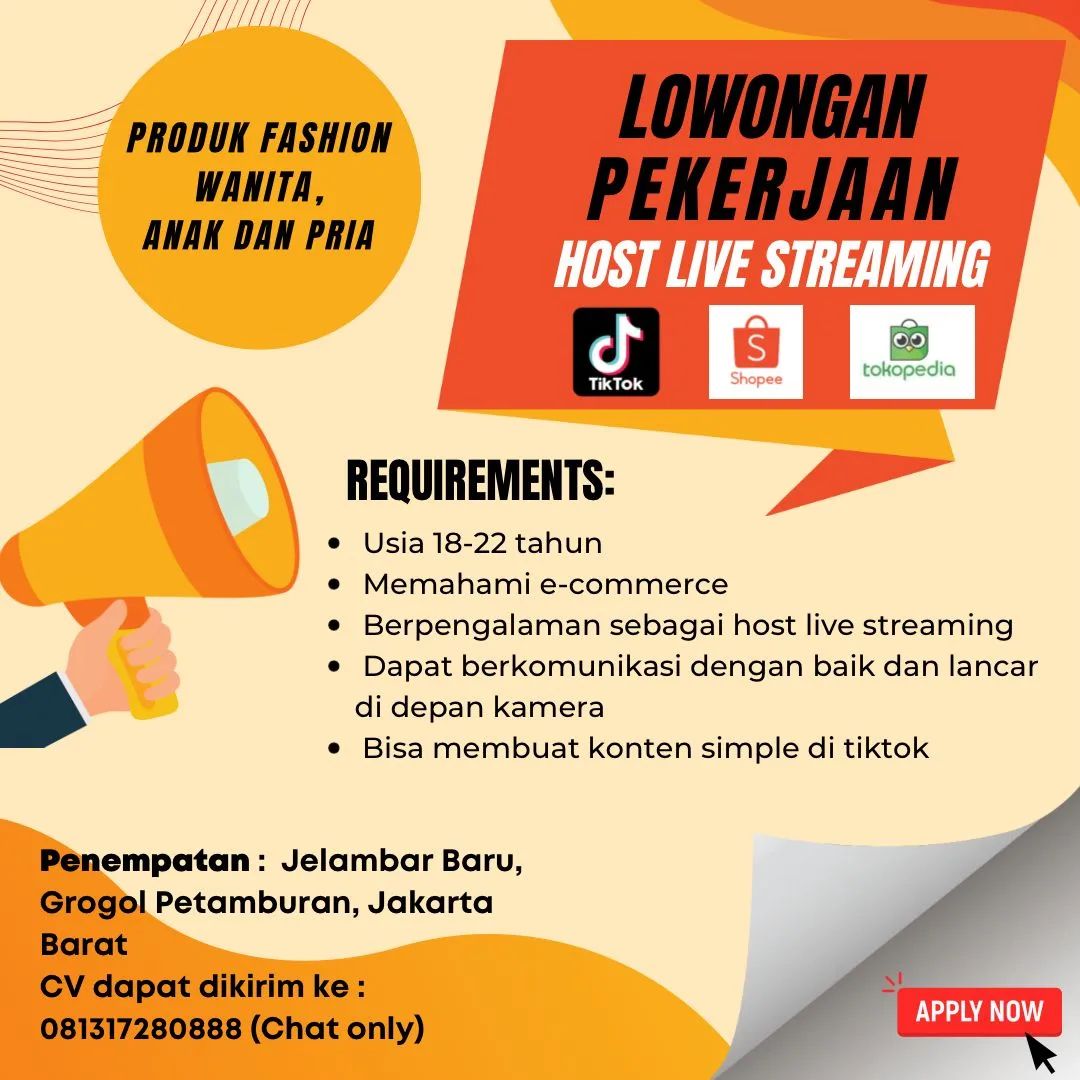 PRODUK FASHION
WANITA,
ANAK DAN PRIA
LOWONGAN
PEKERJAAN
HOST LIVE STREAMING
TikTok
S
Shopee
tokopedia
REQUIREMENTS:
• Usia 18-22 tahun
• Memahami e-commerce
• Berpengalaman sebagai host live streaming
• Dapat berkomunikasi dengan baik dan lancar
di depan kamera
• Bisa membuat konten simple di tiktok
Penempatan : Jelambar Baru,
Grogol Petamburan, Jakarta
Barat
CV dapat dikirim ke :
081317280888 (Chat only)
APPLY NOW